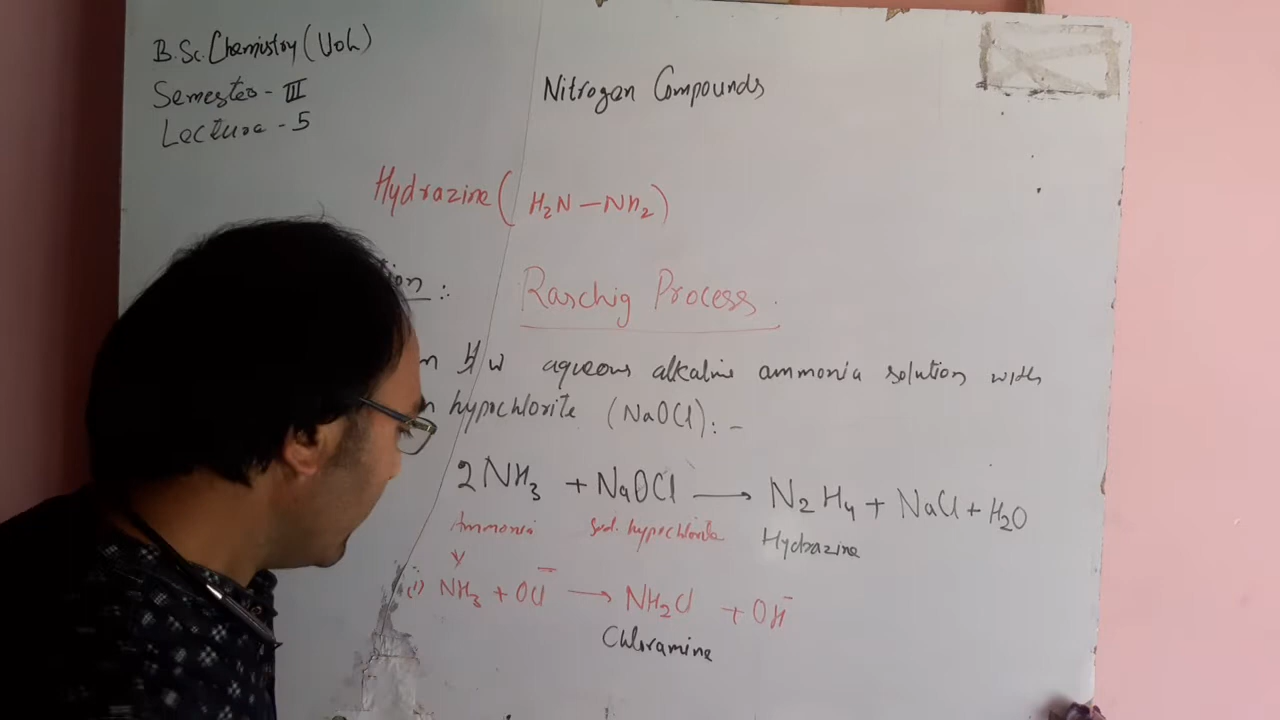 B.Sc. Chemistry (UoL)
Semester - III
Lecture - 5
Nitrogen Compounds
Hydrazine ( H₂N — NH₂ )
tion :
Raschig Process.
n b/w aqueous alkaline ammonia solution with
n hypochlorite (NaOCl) : -
2NH₃ + NaOCl ⟶ N₂H₄ + NaCl + H₂O
Ammonia Sod. hypochlorite Hydrazine
(i) NH₃ + OCl⁻ ⟶ NH₂Cl + OH⁻
Chloramine